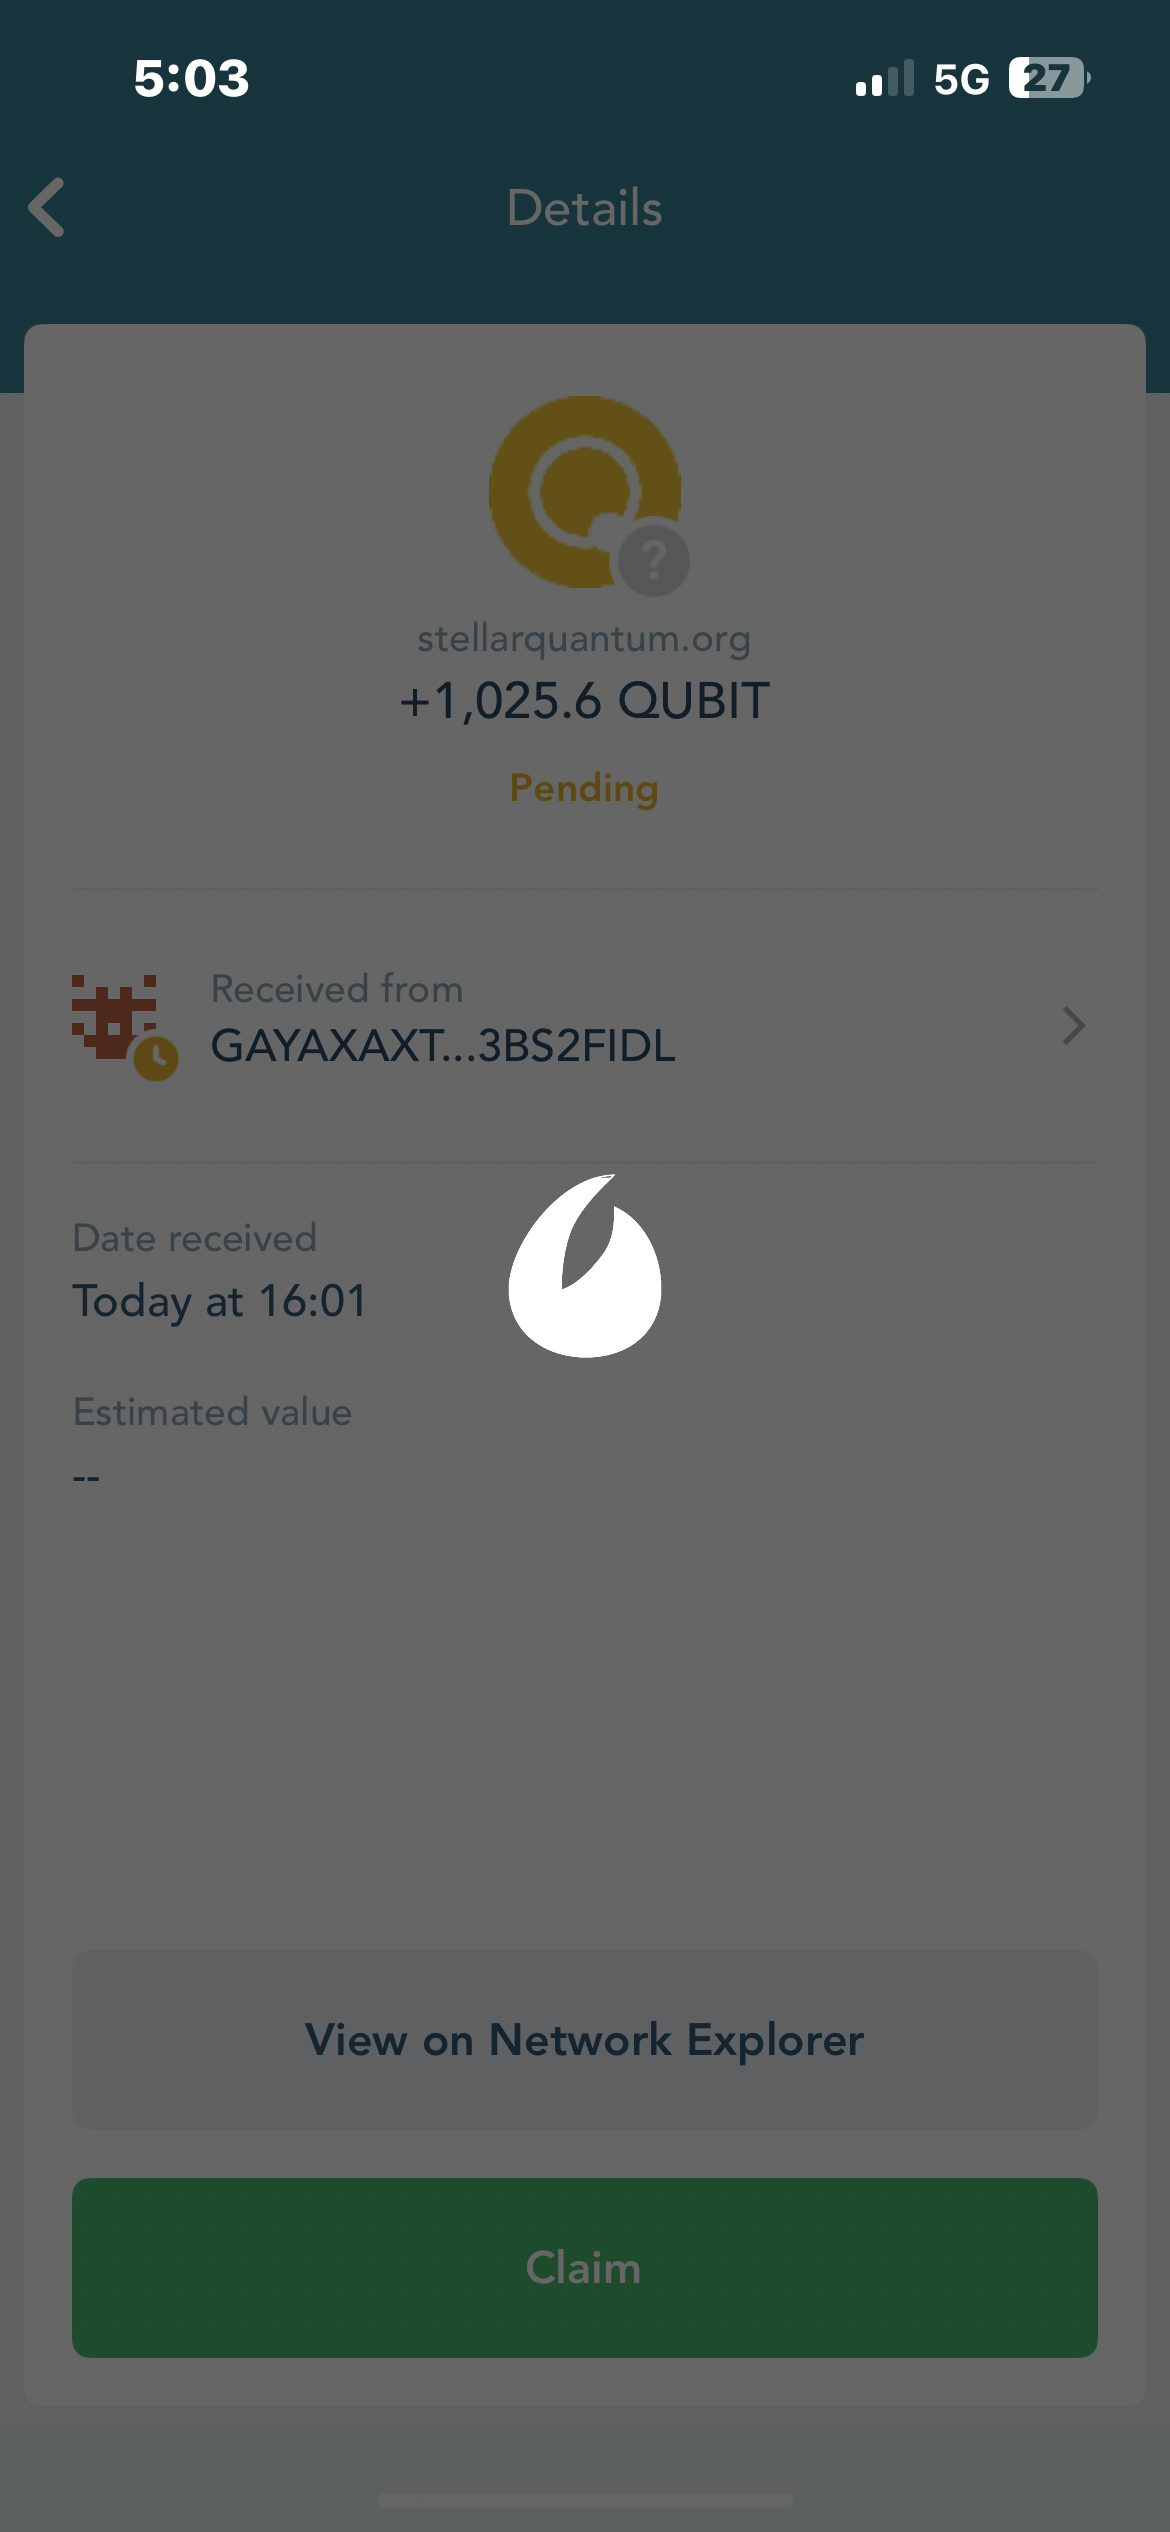 5:03
5G 27
Details
?
stellarquantum.org
+1,025.6 QUBIT
Pending
Received from
GAYAXAXT...3BS2FIDL
Date received
Today at 16:01
Estimated value
--
View on Network Explorer
Claim